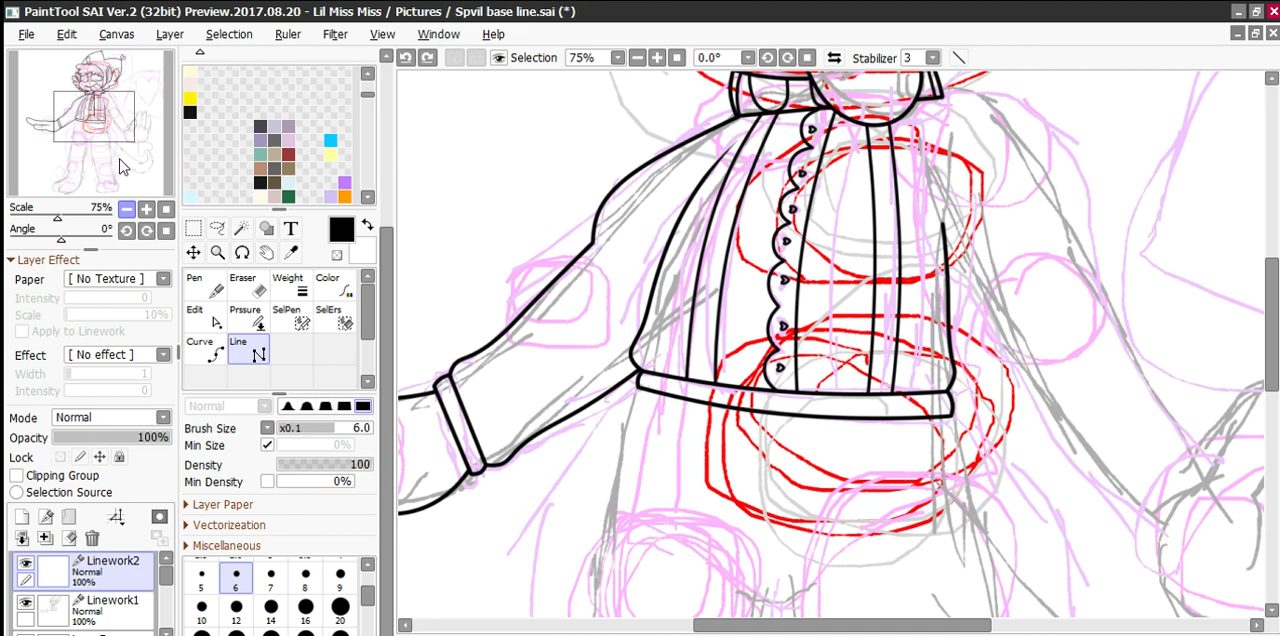 PaintTool SAI Ver.2 (32bit) Preview.2017.08.20 - Lil Miss Miss / Pictures / Spvil base line.sai (*)
File Edit Canvas Layer Selection Ruler Filter View Window Help
Selection 75% 0.0° Stabilizer 3
Scale 75%
Angle 0°
Layer Effect
Paper [ No Texture ]
Intensity 0
Scale 10%
Apply to Linework
Effect [ No effect ]
Width 1
Intensity 0
Mode Normal
Opacity 100%
Lock
Clipping Group
Selection Source
Linework2
Normal
100%
Linework1
Normal
100%
T
Pen Eraser Weight Color
Edit Prssure SelPen SelErs
Curve Line
Normal
Brush Size x0.1 6.0
Min Size 0%
Density 100
Min Density 0%
Layer Paper
Vectorizeation
Miscellaneous
5 6 7 8 9
10 12 14 16 20